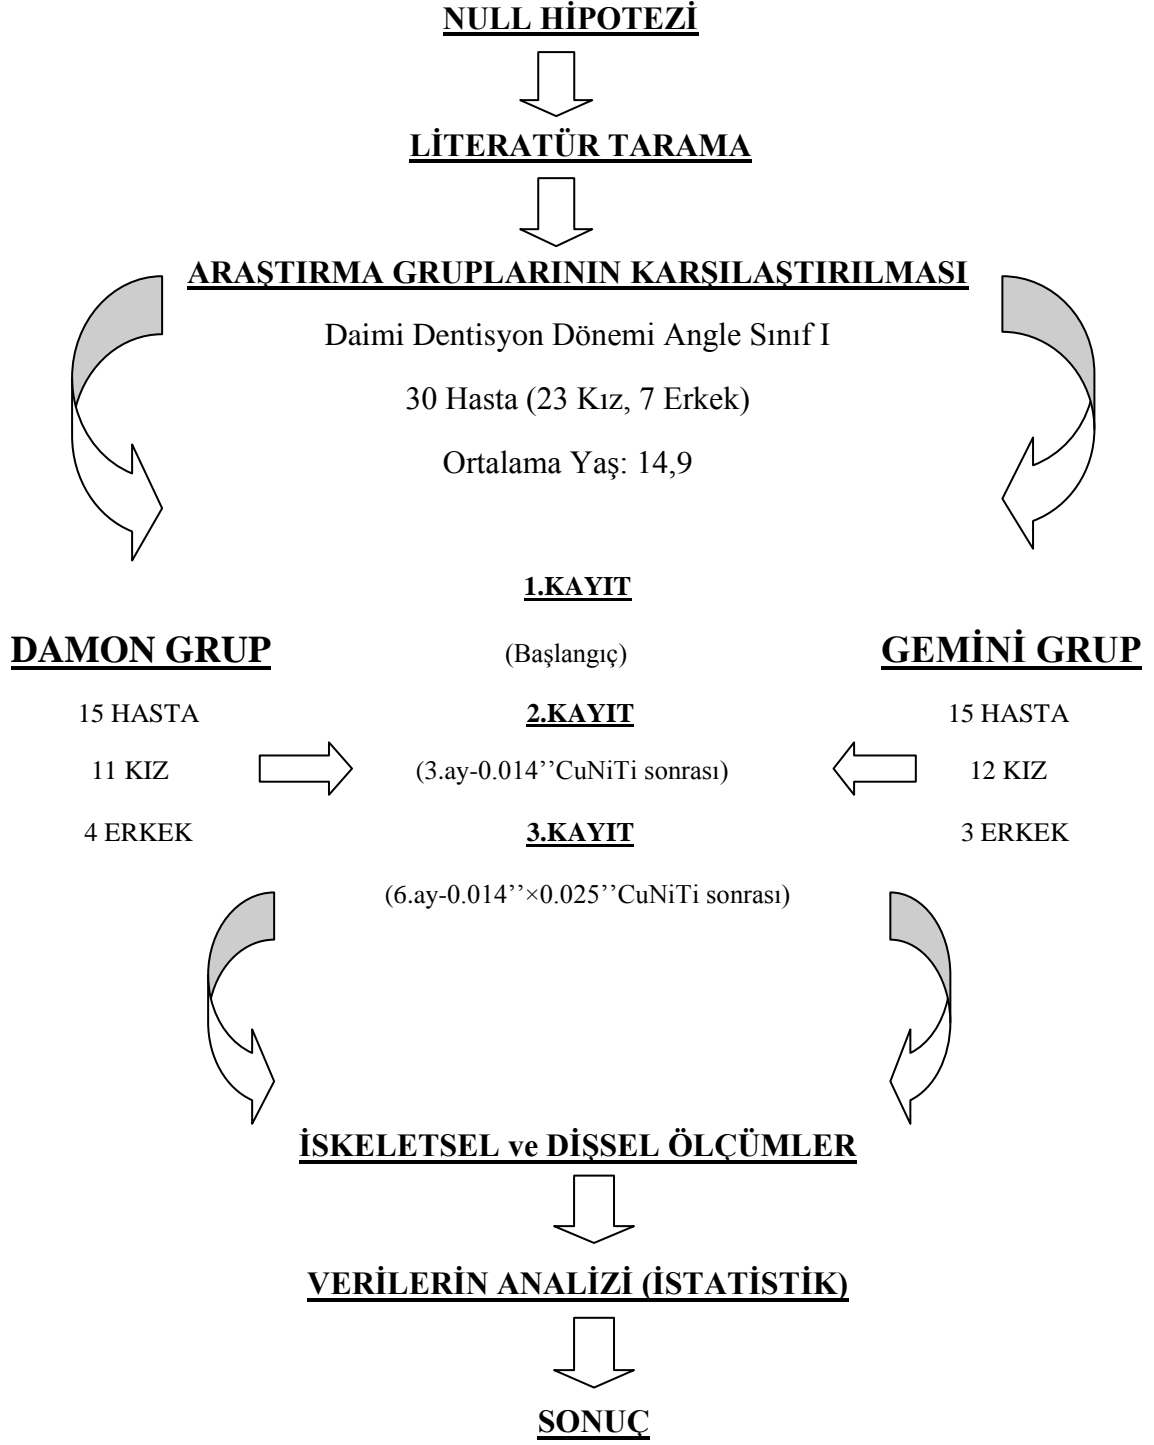 NULL HİPOTEZİ
LİTERATÜR TARAMA
ARAŞTIRMA GRUPLARININ KARŞILAŞTIRILMASI
Daimi Dentisyon Dönemi Angle Sınıf I
30 Hasta (23 Kız, 7 Erkek)
Ortalama Yaş: 14,9
1.KAYIT
DAMON GRUP
(Başlangıç)
GEMİNİ GRUP
15 HASTA
2.KAYIT
15 HASTA
11 KIZ
(3.ay-0.014’’CuNiTi sonrası)
12 KIZ
4 ERKEK
3.KAYIT
3 ERKEK
(6.ay-0.014’’×0.025’’CuNiTi sonrası)
İSKELETSEL ve DİŞSEL ÖLÇÜMLER
VERİLERİN ANALİZİ (İSTATİSTİK)
SONUÇ